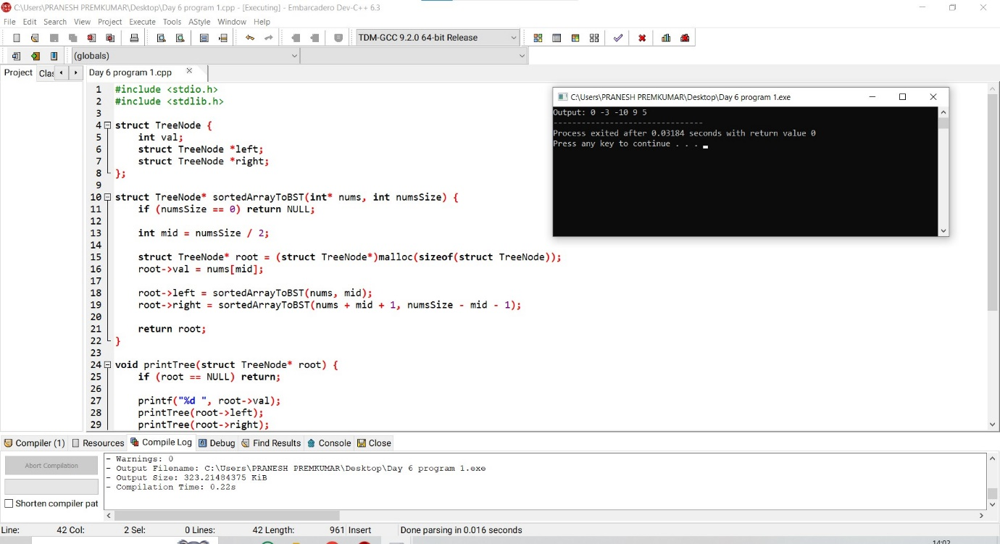 C:\Users\PRANESH PREMKUMAR\Desktop\Day 6 program 1.cpp - [Executing] - Embarcadero Dev-C++ 6.3
File Edit Search View Project Execute Tools AStyle Window Help
TDM-GCC 9.2.0 64-bit Release
(globals)
Project Clas Day 6 program 1.cpp
1 #include <stdio.h>
2 #include <stdlib.h>
3
4 struct TreeNode {
5 int val;
6 struct TreeNode *left;
7 struct TreeNode *right;
8 };
9
10 struct TreeNode* sortedArrayToBST(int* nums, int numsSize) {
11 if (numsSize == 0) return NULL;
12
13 int mid = numsSize / 2;
14
15 struct TreeNode* root = (struct TreeNode*)malloc(sizeof(struct TreeNode));
16 root->val = nums[mid];
17
18 root->left = sortedArrayToBST(nums, mid);
19 root->right = sortedArrayToBST(nums + mid + 1, numsSize - mid - 1);
20
21 return root;
22 }
23
24 void printTree(struct TreeNode* root) {
25 if (root == NULL) return;
26
27 printf("%d ", root->val);
28 printTree(root->left);
29 printTree(root->right);
C:\Users\PRANESH PREMKUMAR\Desktop\Day 6 program 1.exe
Output: 0 -3 -10 9 5
--------------------------------
Process exited after 0.03184 seconds with return value 0
Press any key to continue . . .
Compiler (1) Resources Compile Log Debug Find Results Console Close
Abort Compilation
Shorten compiler pat
- Warnings: 0
- Output Filename: C:\Users\PRANESH PREMKUMAR\Desktop\Day 6 program 1.exe
- Output Size: 323.21484375 KiB
- Compilation Time: 0.22s
Line: 42 Col: 2 Sel: 0 Lines: 42 Length: 961 Insert Done parsing in 0.016 seconds
14:02